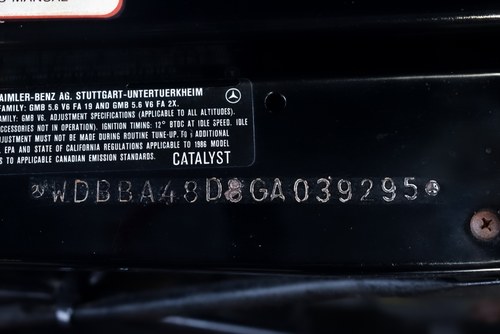 AIMLER-BENZ AG. STUTTGART-UNTERTUERKHEIM
FAMILY: GMB 5.6 V6 FA 19 AND GMB 5.6 V6 FA 2X.
FAMILY: GMB V6. ADJUSTMENT SPECIFICATIONS (APPLICABLE TO ALL ALTITUDES).
CCESSORIES NOT IN OPERATION). IGNITION TIMING: 12° BTDC AT IDLE SPEED. IDLE
JUSTMENT MUST BE MADE DURING ROUTINE TUNE-UP. ADDITIONAL
EPA AND STATE OF CALIFORNIA REGULATIONS APPLICABLE TO 1986 MODEL
S TO APPLICABLE CANADIAN EMISSION STANDARDS.
CATALYST
WDBBA48D8GA039295